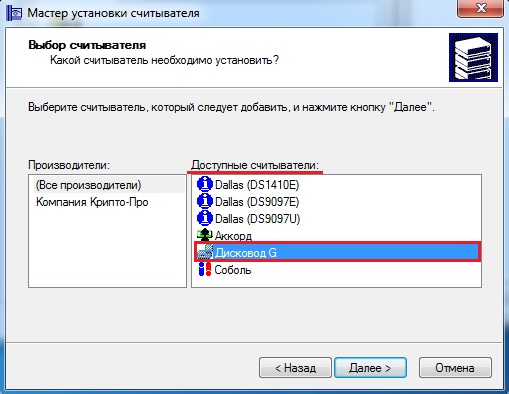 Мастер установки считывателя
Выбор считывателя
Какой считыватель необходимо установить?
Выберите считыватель, который следует добавить, и нажмите кнопку "Далее".
Производители:
(Все производители)
Компания Крипто-Про
Доступные считыватели:
Dallas (DS1410E)
Dallas (DS9097E)
Dallas (DS9097U)
Аккорд
Дисковод G
Соболь
< Назад
Далее >
Отмена